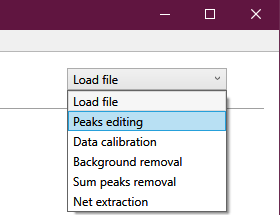 Load file
Load file
Peaks editing
Data calibration
Background removal
Sum peaks removal
Net extraction